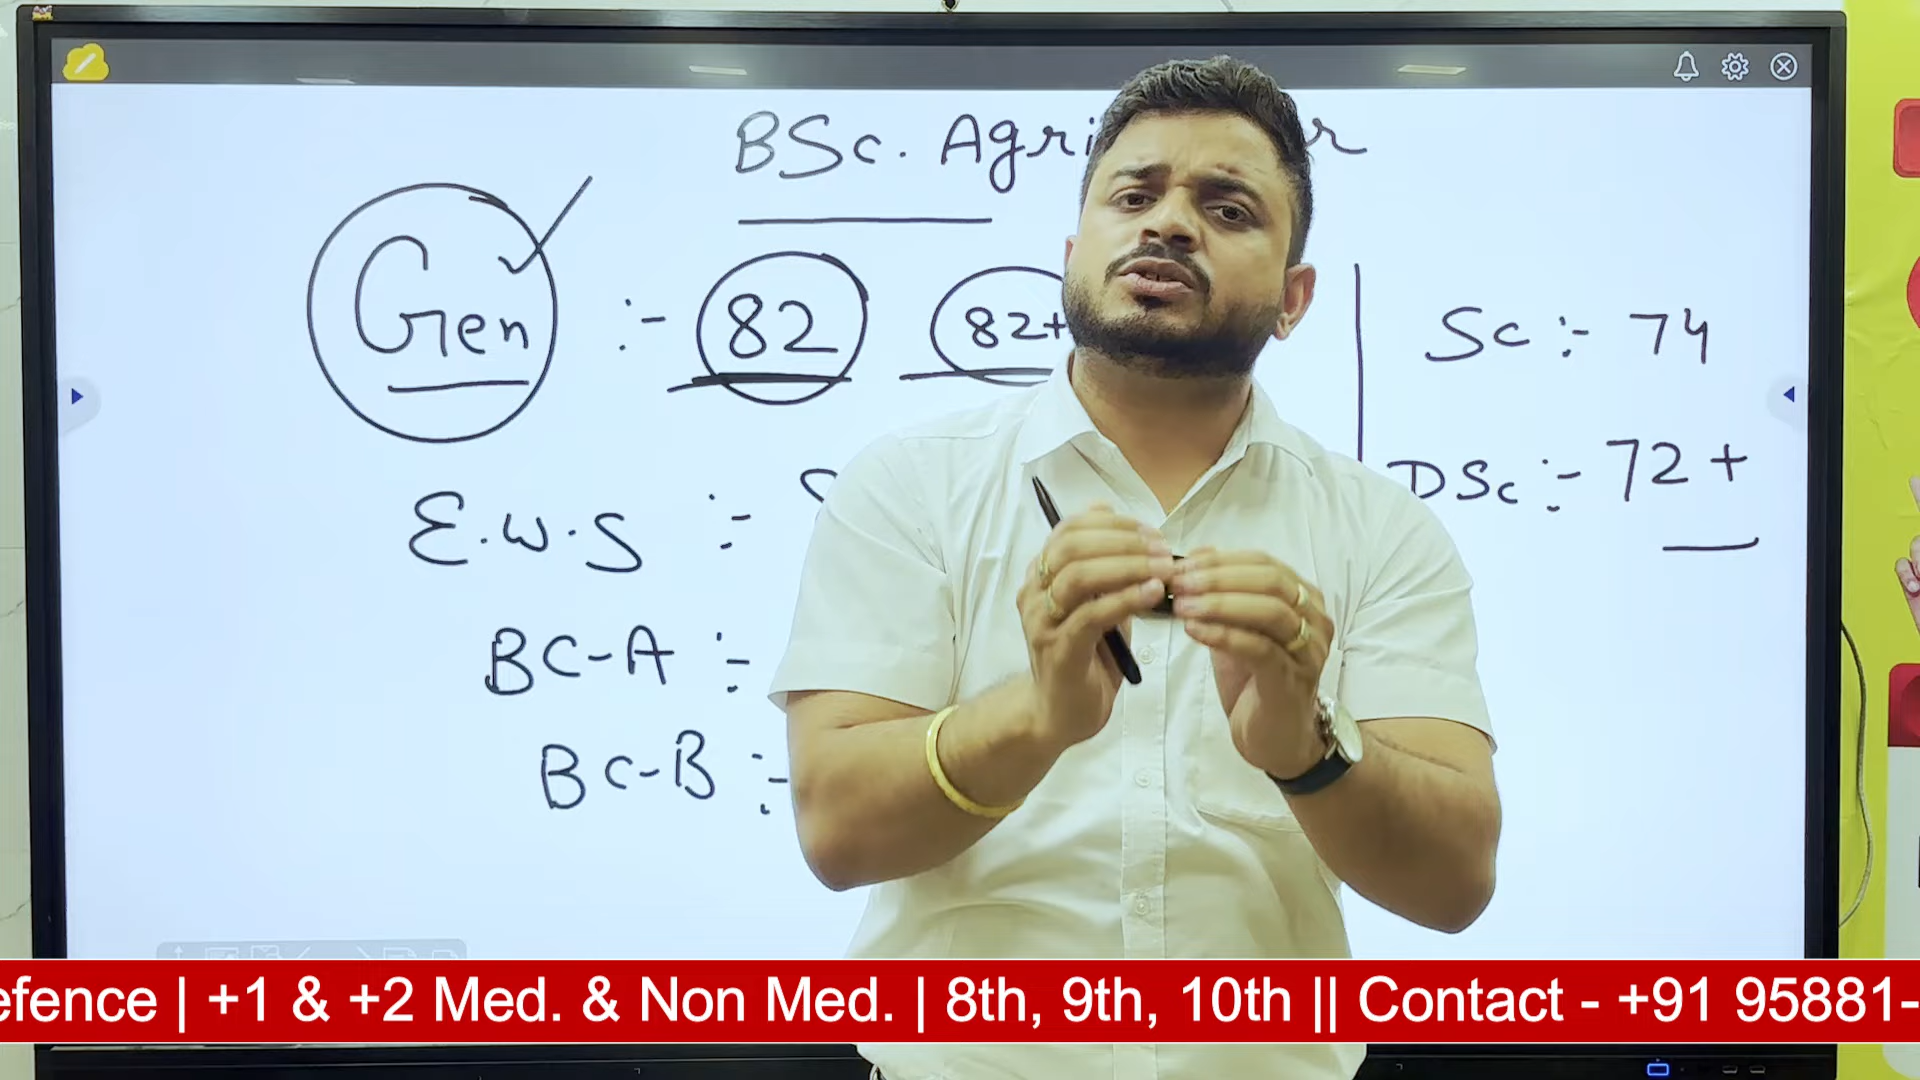 BSc. Agri
Gen :- 82 82+
E.W.S :-
BC-A :-
BC-B :-
Sc :- 74
DSc :- 72+
| +1 & +2 Med. & Non Med. | 8th, 9th, 10th || Contact - +91 95881-